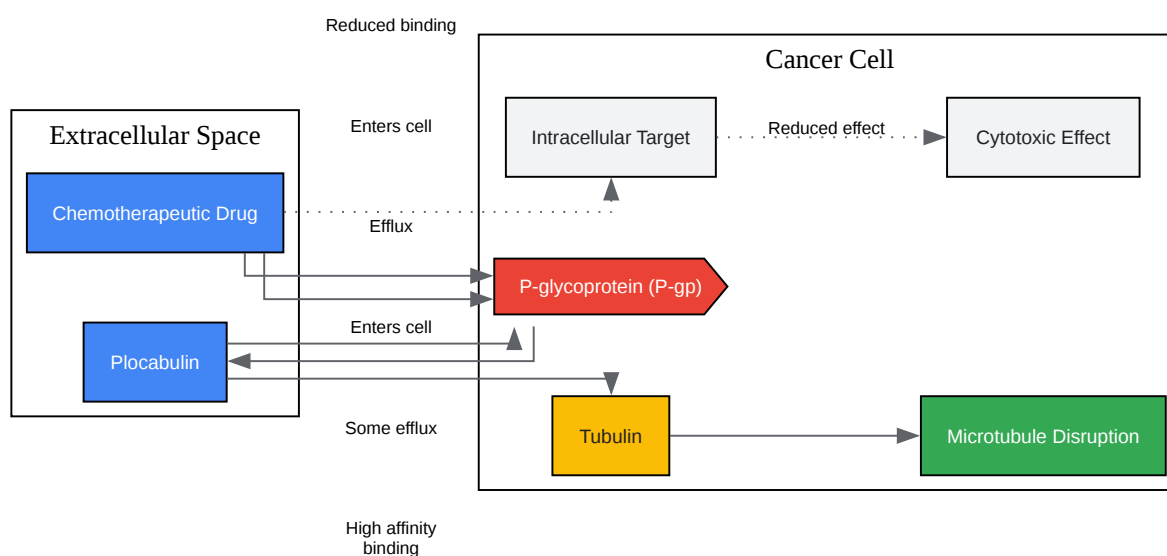 Reduced binding
Cancer Cell
Extracellular Space
Enters cell
Intracellular Target
Reduced effect
Cytotoxic Effect
Chemotherapeutic Drug
Efflux
P-glycoprotein (P-gp)
Enters cell
Plocabulin
Some efflux
Tubulin
Microtubule Disruption
High affinity
binding